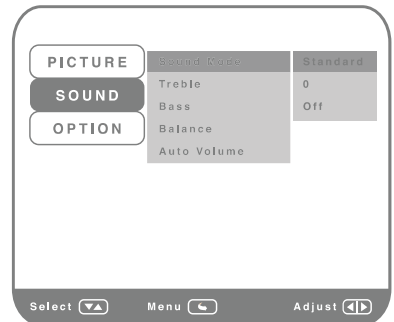 PICTURE
SOUND
OPTION
Sound Mode Standard
Treble 0
Bass Off
Balance
Auto Volume
Select Menu Adjust